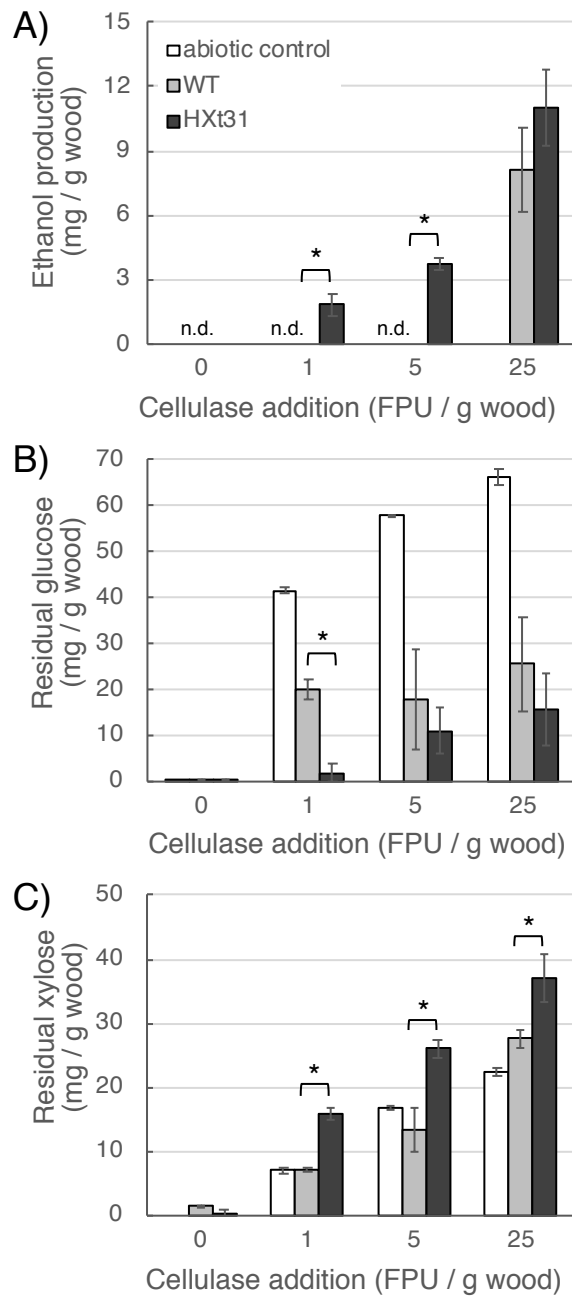 A)
Ethanol production
(mg / g wood)
15
12
9
6
3
0
abiotic control
WT
HXt31
*
*
n.d.
n.d.
n.d.
0
1
5
25
Cellulase addition (FPU / g wood)
B)
Residual glucose
(mg / g wood)
70
60
50
40
30
20
10
0
*
0
1
5
25
Cellulase addition (FPU / g wood)
C)
Residual xylose
(mg / g wood)
50
40
30
20
10
0
*
*
*
0
1
5
25
Cellulase addition (FPU / g wood)